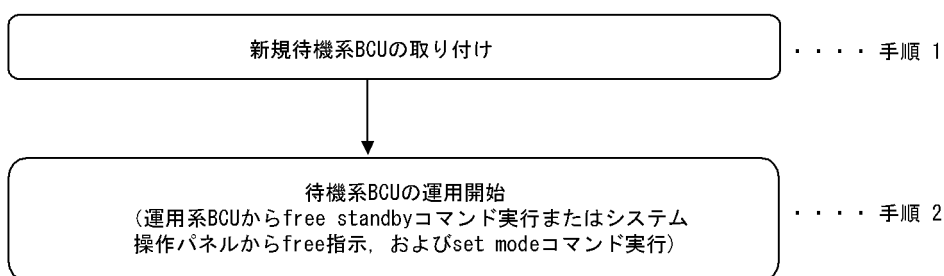 新規待機系BCUの取り付け ・・・・ 手順 1
待機系BCUの運用開始
(運用系BCUからfree standbyコマンド実行またはシステム ・・・・ 手順 2
操作パネルからfree指示, およびset modeコマンド実行)